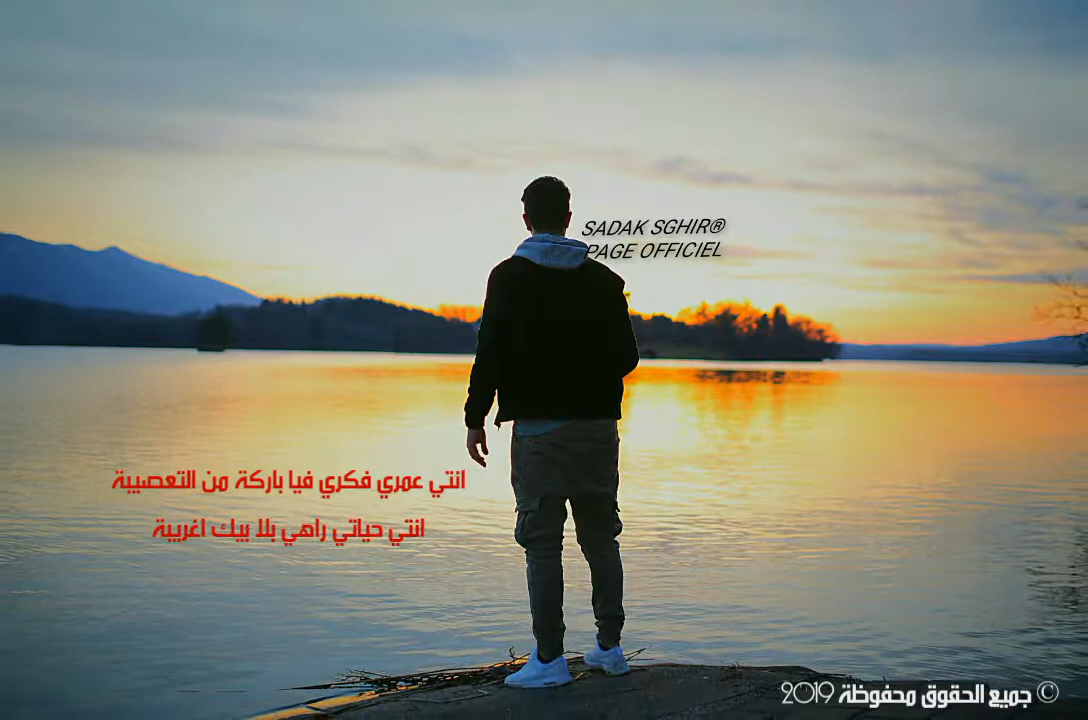 SADAK SGHIR®
PAGE OFFICIEL
انتي عمري فكري فيا باركة من التعصيبة
انتي حياتي راهي بلا بيك اغريبة
© جميع الحقوق محفوظة 2019